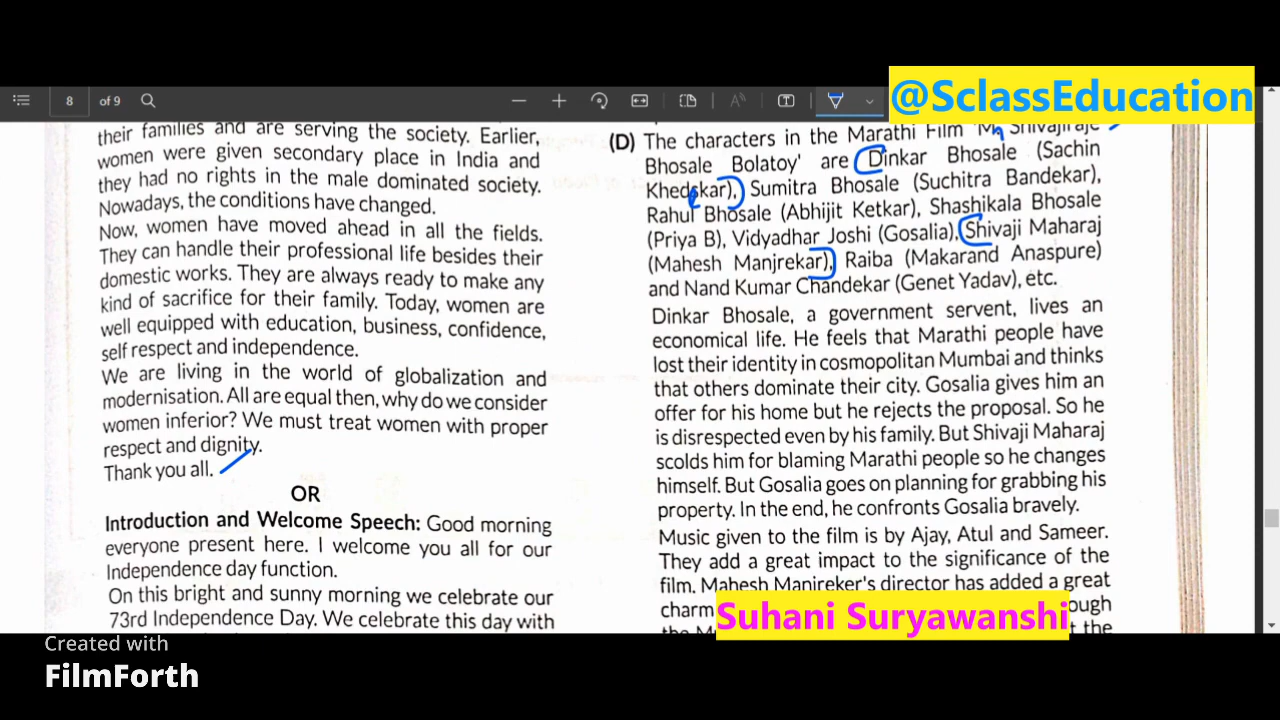 @SclassEducation
8 of 9
their families and are serving the society. Earlier,
women were given secondary place in India and
they had no rights in the male dominated society.
Nowadays, the conditions have changed.
Now, women have moved ahead in all the fields.
They can handle their professional life besides their
domestic works. They are always ready to make any
kind of sacrifice for their family. Today, women are
well equipped with education, business, confidence,
self respect and independence.
We are living in the world of globalization and
modernisation. All are equal then, why do we consider
women inferior? We must treat women with proper
respect and dignity.
Thank you all.
OR
Introduction and Welcome Speech: Good morning
everyone present here. I welcome you all for our
Independence day function.
On this bright and sunny morning we celebrate our
73rd Independence Day. We celebrate this day with
(D) The characters in the Marathi Film Shivajiraje
Bhosale Bolatoy' are Dinkar Bhosale (Sachin
Khedekar), Sumitra Bhosale (Suchitra Bandekar),
Rahul Bhosale (Abhijit Ketkar), Shashikala Bhosale
(Priya B), Vidyadhar Joshi (Gosalia), Shivaji Maharaj
(Mahesh Manjrekar), Raiba (Makarand Anaspure)
and Nand Kumar Chandekar (Genet Yadav), etc.
Dinkar Bhosale, a government servent, lives an
economical life. He feels that Marathi people have
lost their identity in cosmopolitan Mumbai and thinks
that others dominate their city. Gosalia gives him an
offer for his home but he rejects the proposal. So he
is disrespected even by his family. But Shivaji Maharaj
scolds him for blaming Marathi people so he changes
himself. But Gosalia goes on planning for grabbing his
property. In the end, he confronts Gosalia bravely.
Music given to the film is by Ajay, Atul and Sameer.
They add a great impact to the significance of the
film. Mahesh Manjreker's director has added a great
charm
Suhani Suryawanshi
Created with
FilmForth